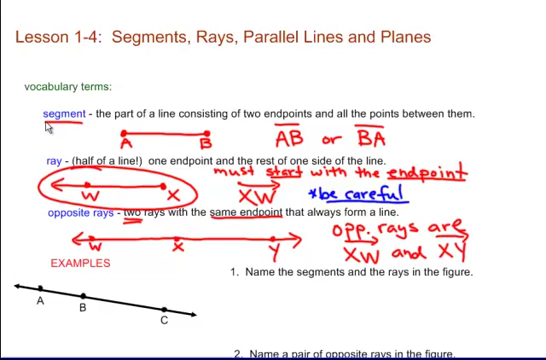 Lesson 1-4: Segments, Rays, Parallel Lines and Planes
vocabulary terms:
segment - the part of a line consisting of two endpoints and all the points between them.
A B AB or BA
ray - (half of a line!) one endpoint and the rest of one side of the line.
must start with the endpoint
W X XW *be careful
opposite rays - two rays with the same endpoint that always form a line.
opp. rays are
W X Y XW and XY
EXAMPLES
1. Name the segments and the rays in the figure.
A B C
2. Name a pair of opposite rays in the figure.